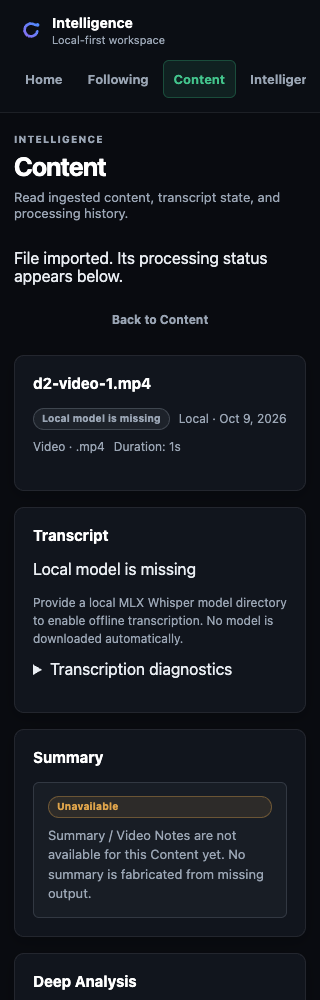 Intelligence
Local-first workspace
Home Following Content Intelliger
INTELLIGENCE
Content
Read ingested content, transcript state, and
processing history.
File imported. Its processing status
appears below.
Back to Content
d2-video-1.mp4
Local model is missing Local · Oct 9, 2026
Video · .mp4 Duration: 1s
Transcript
Local model is missing
Provide a local MLX Whisper model directory
to enable offline transcription. No model is
downloaded automatically.
Transcription diagnostics
Summary
Unavailable
Summary / Video Notes are not
available for this Content yet. No
summary is fabricated from missing
output.
Deep Analysis